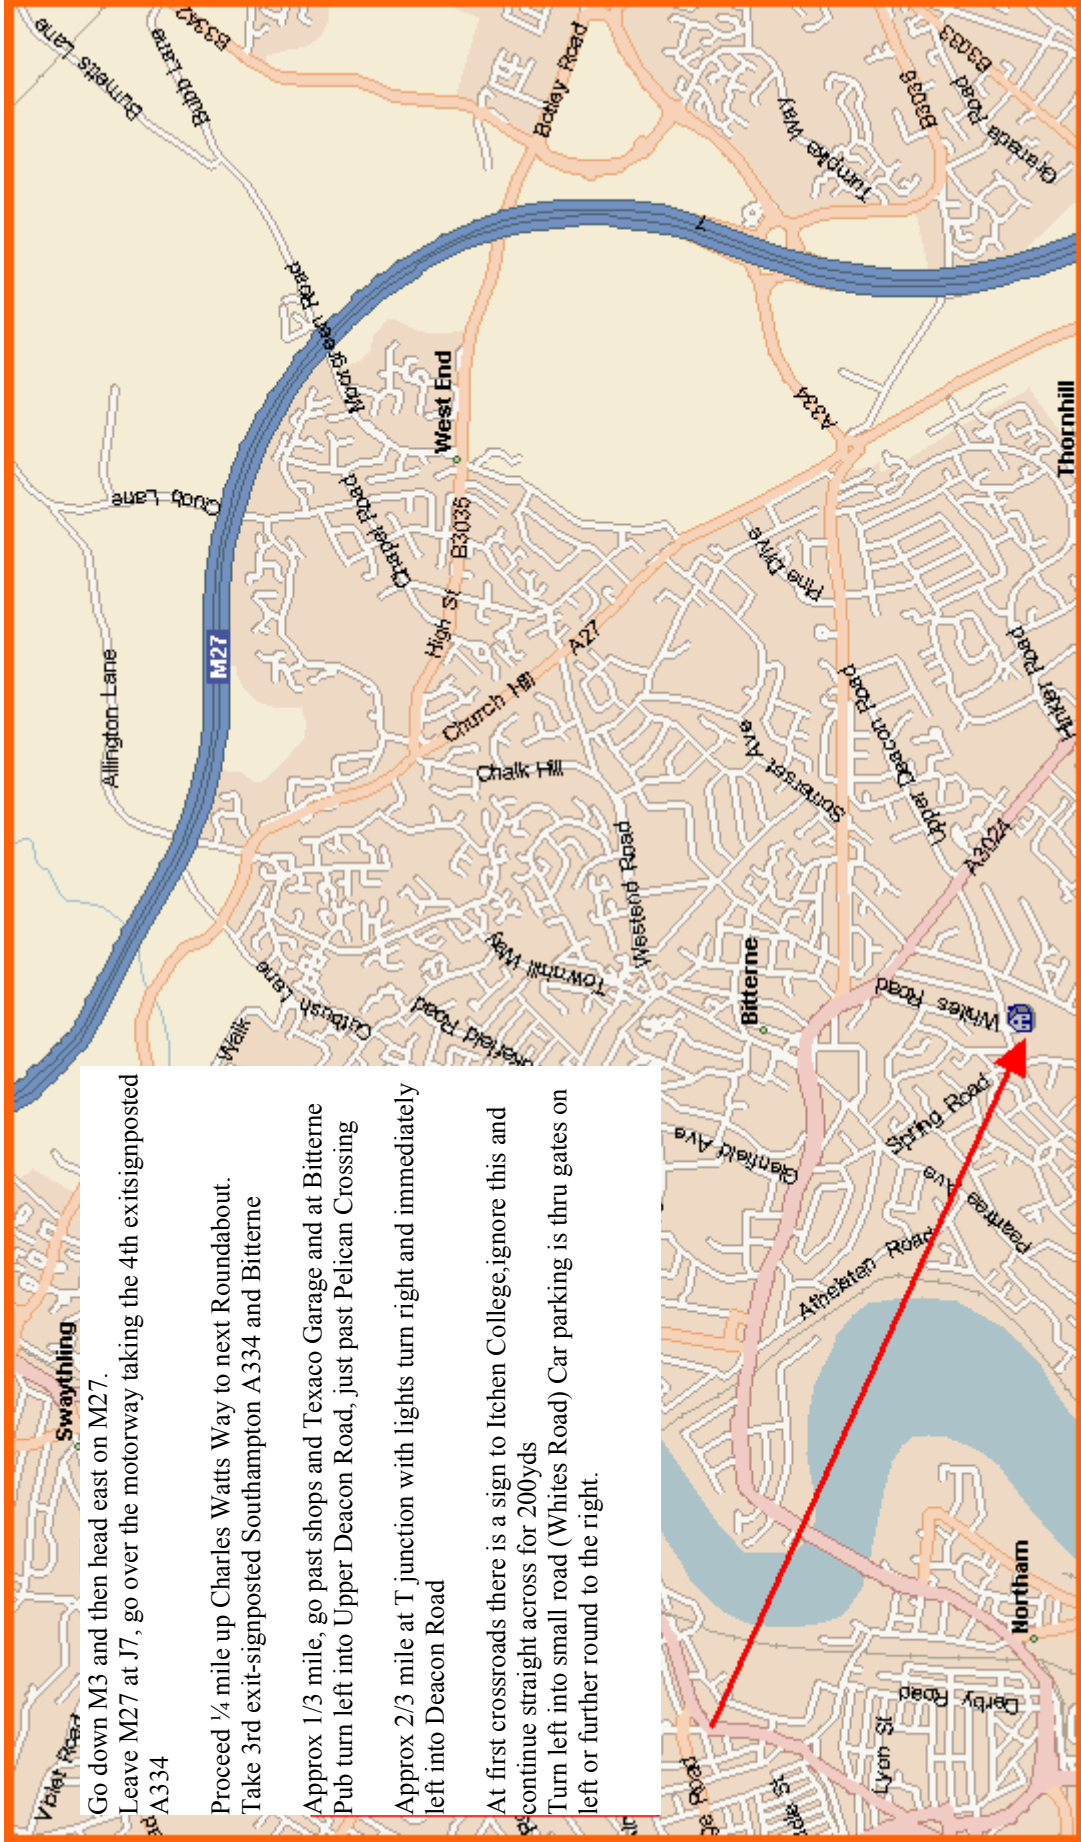 Go down M3 and then head east on M27.
Leave M27 at J7, go over the motorway taking the 4th exitsignposted
A334
Proceed ¼ mile up Charles Watts Way to next Roundabout.
Take 3rd exit-signposted Southampton A334 and Bitterne
Approx 1/3 mile, go past shops and Texaco Garage and at Bitterne
Pub turn left into Upper Deacon Road, just past Pelican Crossing
Approx 2/3 mile at T junction with lights turn right and immediately
left into Deacon Road
At first crossroads there is a sign to Itchen College,ignore this and
continue straight across for 200yds
Turn left into small road (Whites Road) Car parking is thru gates on
left or further round to the right.
Violet Road
Swaythling
Walk
Cutbush Lane
Townhill Way
Allington Lane
M27
Quob Lane
Chapel Road
Moorgreen Road
Burnetts Lane
Bubb Lane
B3342
Botley Road
West End
B3035
High St
Church Hill
A27
Chalk Hill
Westend Road
Somerset Ave
Pine Drive
A334
7
Turnpike Way
B3036
B3033
Granada Road
Thornhill
Hinkler Road
Upper Deacon Road
A3024
Bitterne
Whites Road
Spring Road
Glenfield Ave
Peartree Ave
Athelstan Road
Northam
Derby Road
Lyon St